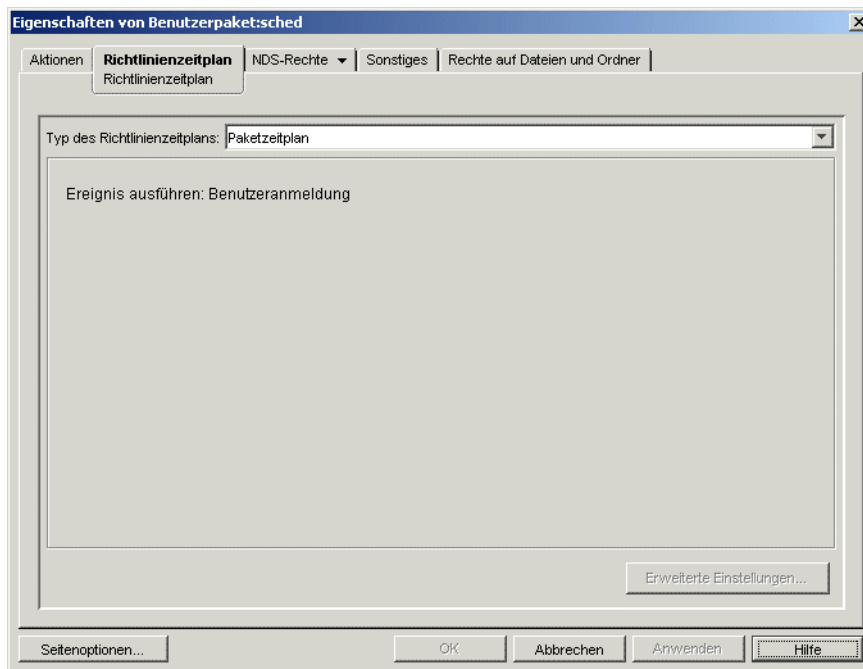 Eigenschaften von Benutzerpaket:sched
Aktionen
Richtlinienzeitplan
NDS-Rechte
Sonstiges
Rechte auf Dateien und Ordner
Richtlinienzeitplan
Typ des Richtlinienzeitplans: Paketzeitplan
Ereignis ausführen: Benutzeranmeldung
Erweiterte Einstellungen...
Seitenoptionen...
OK
Abbrechen
Anwenden
Hilfe